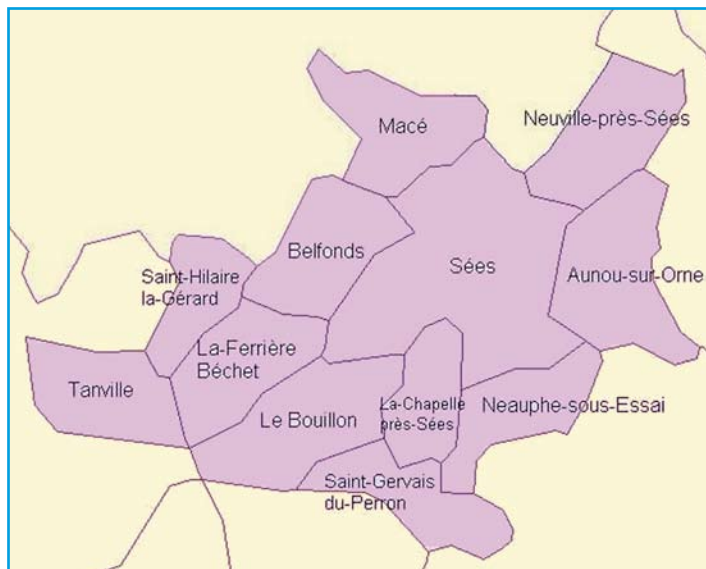 Macé
Neuville-près-Sées
Belfonds
Sées
Saint-Hilaire
la-Gérard
Aunou-sur-Orne
La-Ferrière
Béchet
Tanville
Le Bouillon
La-Chapelle
près-Sées
Neauphe-sous-Essai
Saint-Gervais
du-Perron